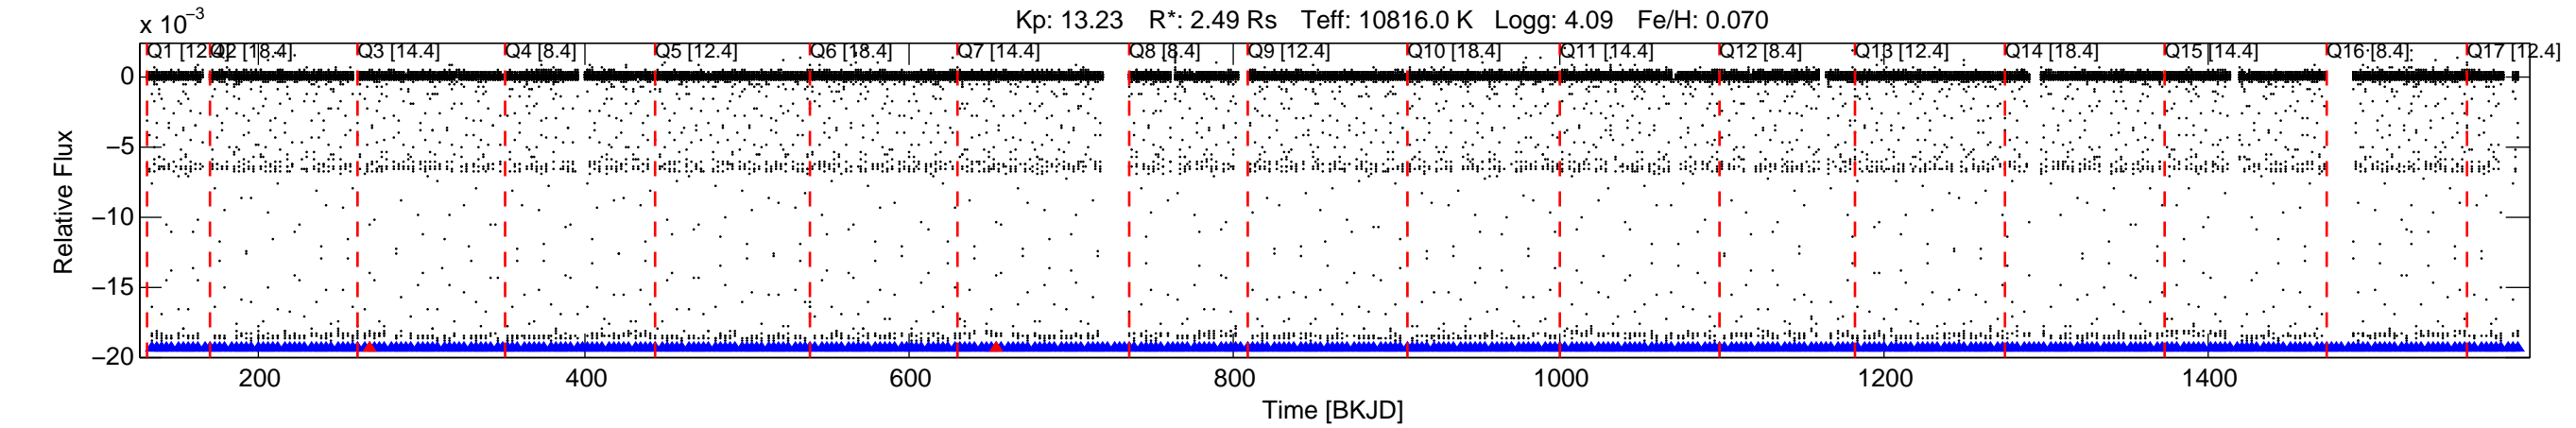 x 10⁻³
Kp: 13.23 R*: 2.49 Rs Teff: 10816.0 K Logg: 4.09 Fe/H: 0.070
Q1 [12.4] Q2 [18.4] Q3 [14.4] Q4 [8.4] Q5 [12.4] Q6 [18.4] Q7 [14.4] Q8 [8.4] Q9 [12.4] Q10 [18.4] Q11 [14.4] Q12 [8.4] Q13 [12.4] Q14 [18.4] Q15 [14.4] Q16 [8.4] Q17 [12.4]
0
−5
−10
−15
−20
Relative Flux
200 400 600 800 1000 1200 1400
Time [BKJD]